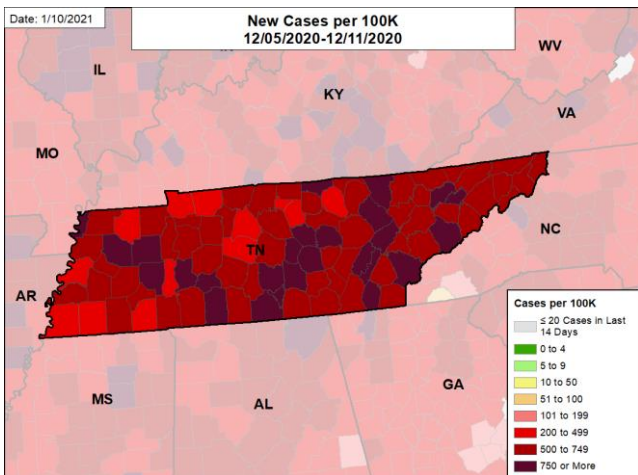 Date: 1/10/2021
New Cases per 100K
12/05/2020-12/11/2020
WV
IL
KY
VA
MO
TN
NC
AR
MS
AL
GA
Cases per 100K
≤ 20 Cases in Last
14 Days
0 to 4
5 to 9
10 to 50
51 to 100
101 to 199
200 to 499
500 to 749
750 or More